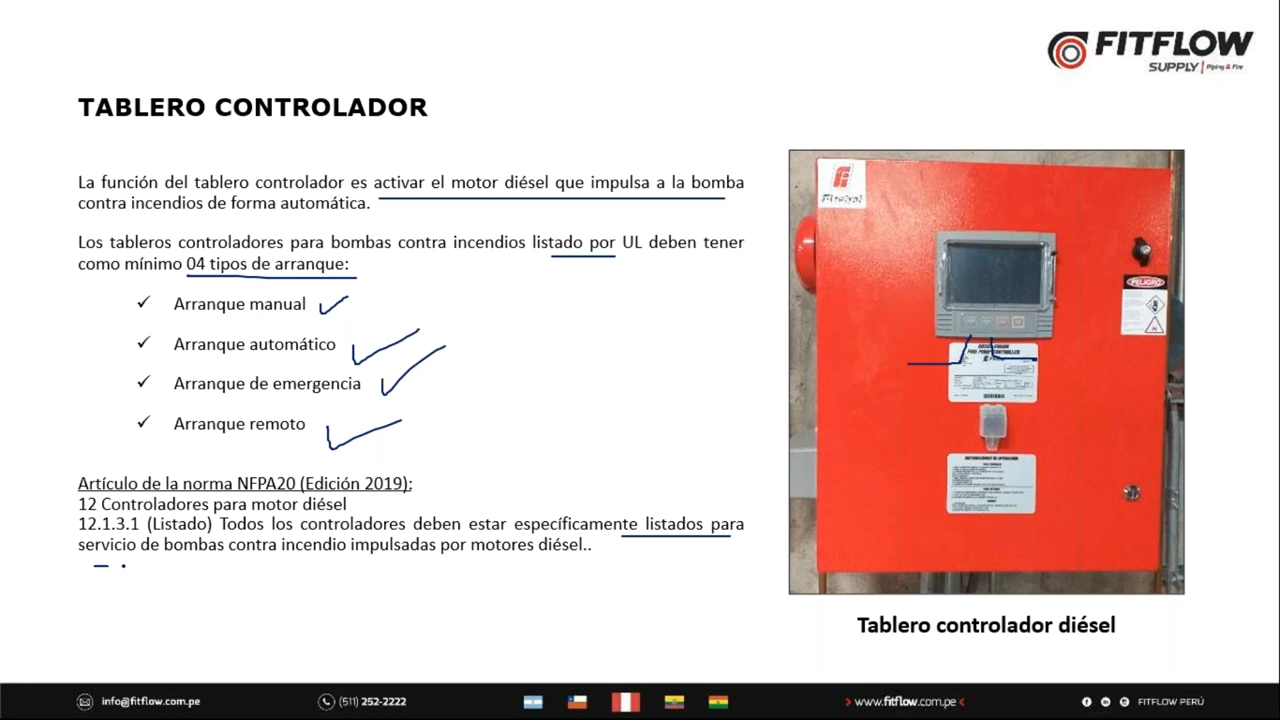 FITFLOW
SUPPLY | Piping & Fire
TABLERO CONTROLADOR
La función del tablero controlador es activar el motor diésel que impulsa a la bomba
contra incendios de forma automática.
Los tableros controladores para bombas contra incendios listado por UL deben tener
como mínimo 04 tipos de arranque:
Arranque manual
Arranque automático
Arranque de emergencia
Arranque remoto
Artículo de la norma NFPA20 (Edición 2019):
12 Controladores para motor diésel
12.1.3.1 (Listado) Todos los controladores deben estar específicamente listados para
servicio de bombas contra incendio impulsadas por motores diésel..
PELIGRO
DIESEL ENGINE
FIRE PUMP CONTROLLER
Tablero controlador diésel
info@fitflow.com.pe
(511) 252-2222
www.fitflow.com.pe
FITFLOW PERÚ